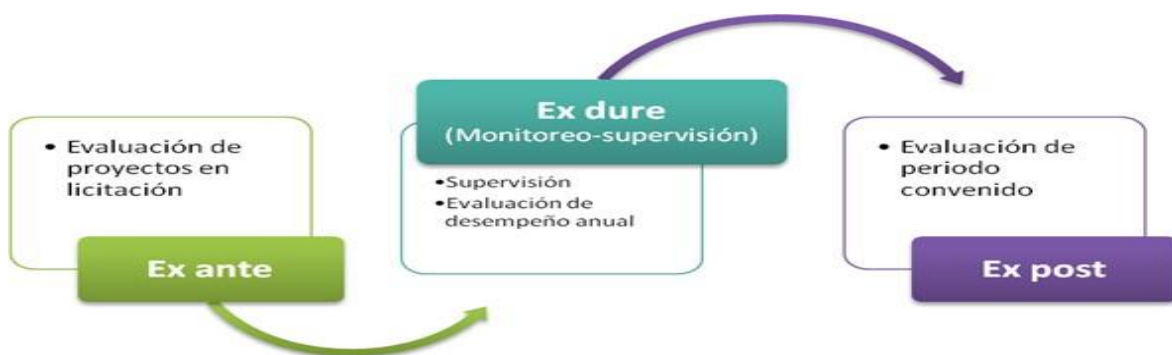 • Evaluación de
proyectos en
licitación
Ex ante
Ex dure
(Monitoreo-supervisión)
•Supervisión
•Evaluación de
desempeño anual
• Evaluación de
periodo
convenido
Ex post